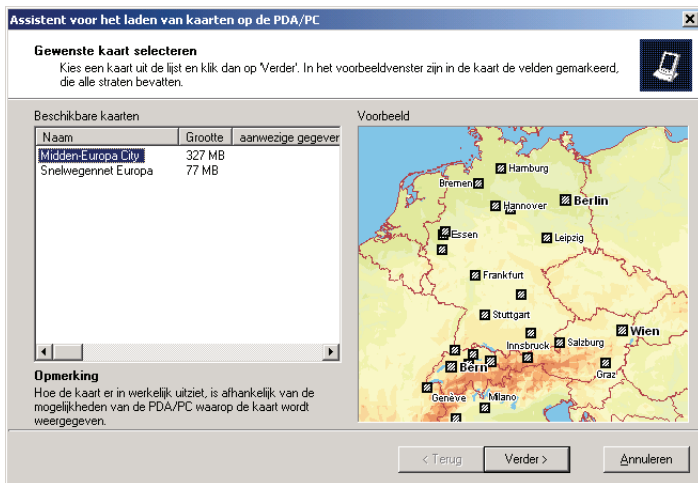 Assistent voor het laden van kaarten op de PDA/PC
Gewenste kaart selecteren
Kies een kaart uit de lijst en klik dan op 'Verder'. In het voorbeeldvenster zijn in de kaart de velden gemarkeerd,
die alle straten bevatten.
Beschikbare kaarten
Naam Grootte aanwezige gegever
Midden-Europa City 327 MB
Snelwegennet Europa 77 MB
Opmerking
Hoe de kaart er in werkelijk uitziet, is afhankelijk van de
mogelijkheden van de PDA/PC waarop de kaart wordt
weergegeven.
Voorbeeld
Hamburg
Bremen
Hannover
Berlin
Essen
Leipzig
Frankfurt
Stuttgart
Wien
Innsbruck
Salzburg
Bern
Graz
Genève
Milano
< Terug
Verder >
Annuleren